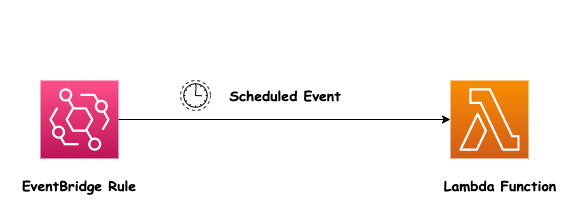 Scheduled Event
EventBridge Rule
Lambda Function